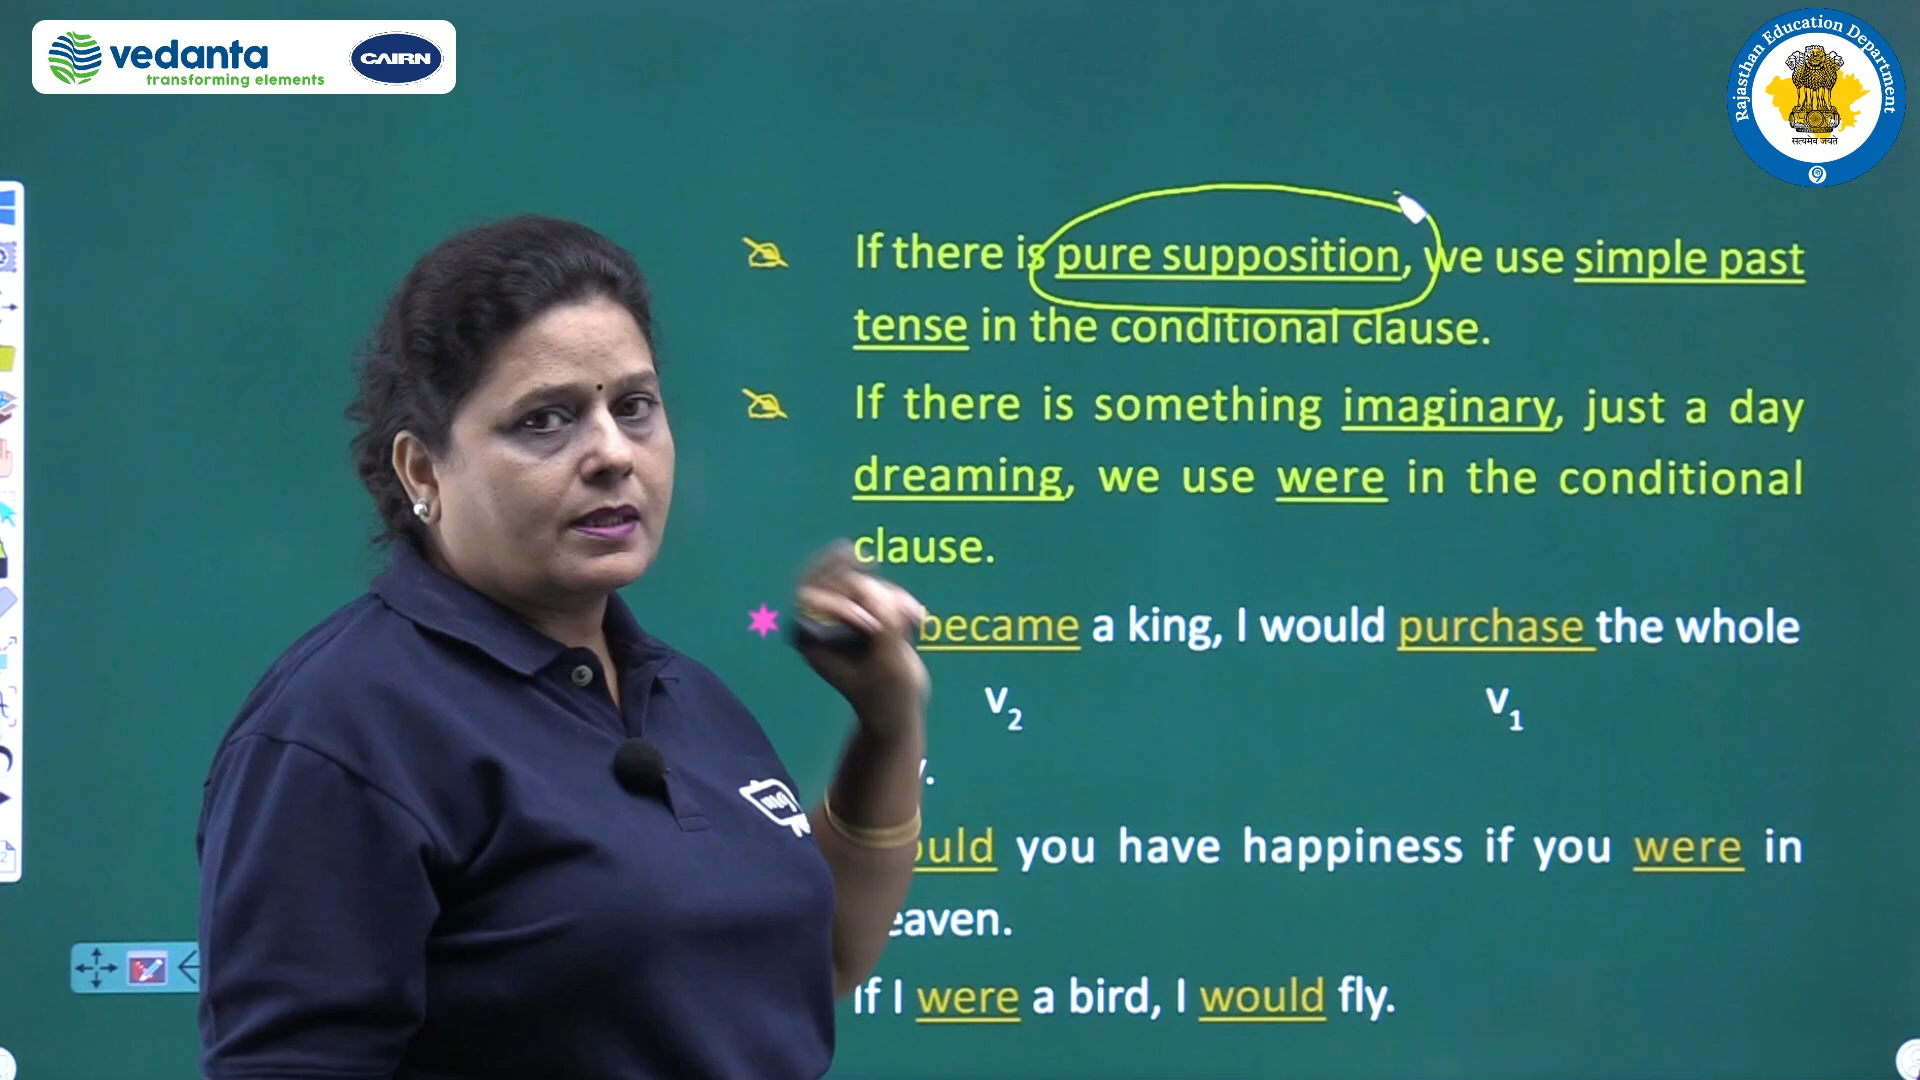 vedanta
transforming elements
CAIRN
Rajasthan Education Department
सत्यमेव जयते
If there is pure supposition, we use simple past
tense in the conditional clause.
If there is something imaginary, just a day
dreaming, we use were in the conditional
clause.
became a king, I would purchase the whole
V2
V1
you have happiness if you were in
If I were a bird, I would fly.